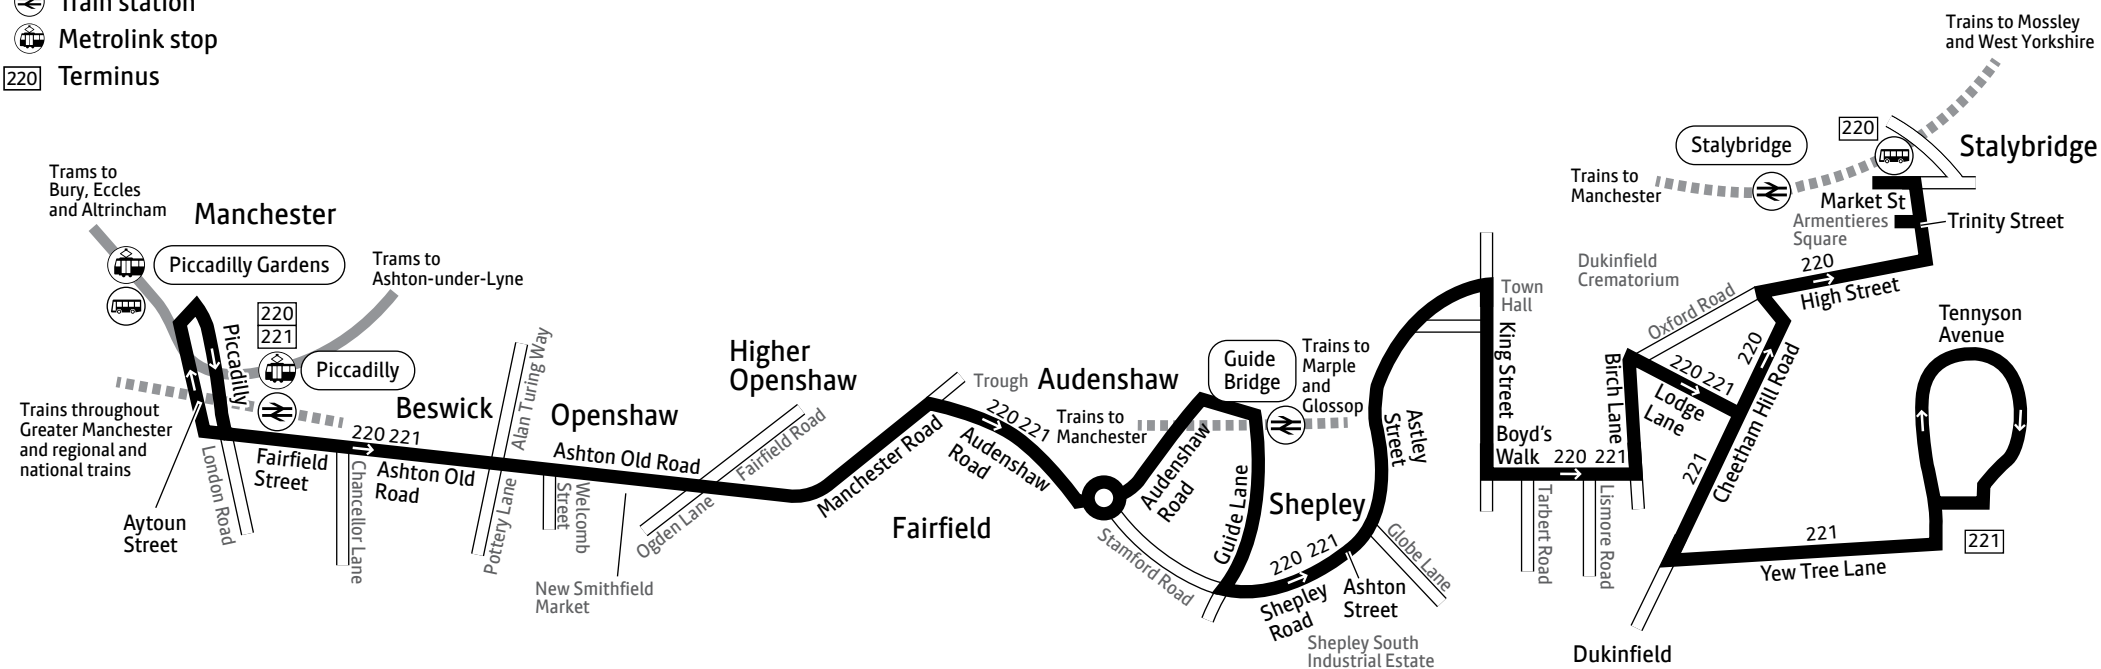 Train station
Metrolink stop
220 Terminus
Trams to
Bury, Eccles
and Altrincham
Manchester
Piccadilly Gardens
Trams to
Ashton-under-Lyne
220
221
Piccadilly
Piccadilly
Trains throughout
Greater Manchester
and regional and
national trains
Aytoun
Street
London Road
Fairfield
Street
220 221
Chancellor Lane
Ashton Old
Road
Beswick
Pottery Lane
Alan Turing Way
Openshaw
Ashton Old Road
Welcomb
Street
New Smithfield
Market
Ogden Lane
Fairfield Road
Higher
Openshaw
Manchester Road
Fairfield
Trough
Audenshaw
220 221
Audenshaw
Road
Trains to
Manchester
Audenshaw
Road
Stamford Road
Guide Lane
Guide
Bridge
Trains to
Marple
and
Glossop
Shepley
220 221
Shepley
Road
Ashton
Street
Shepley South
Industrial Estate
Globe Lane
Astley
Street
Town
Hall
King Street
Boyd's
Walk
220 221
Tarbert Road
Lismore Road
Birch Lane
Dukinfield
Crematorium
Oxford Road
220 221
Lodge
Lane
220
Cheetham Hill Road
221
Dukinfield
221
Yew Tree Lane
221
Tennyson
Avenue
220
High Street
Trinity Street
Armentieres
Square
Market St
Stalybridge
220
Stalybridge
Trains to
Manchester
Trains to Mossley
and West Yorkshire